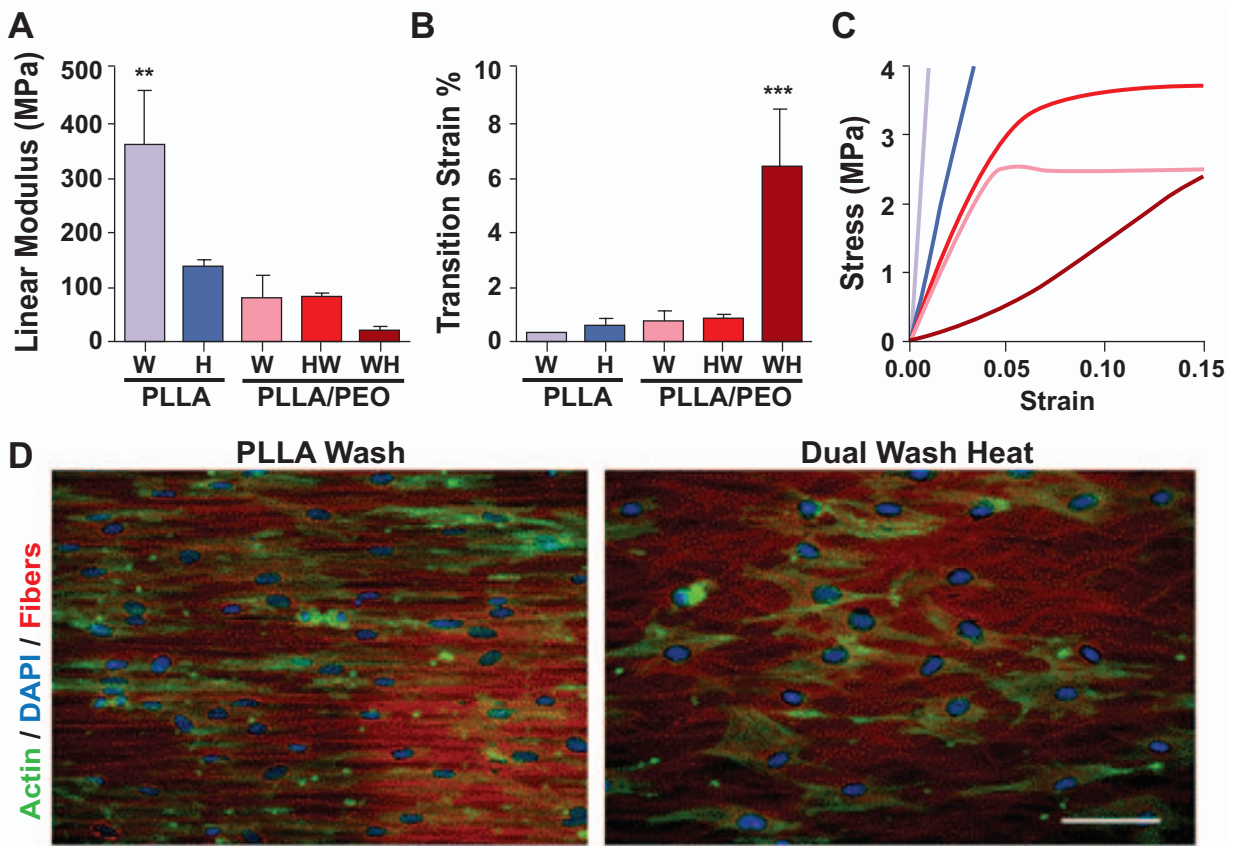 A
Linear Modulus (MPa)
500
400
300
200
100
0
**
W H W HW WH
PLLA PLLA/PEO
B
Transition Strain %
10
8
6
4
2
0
***
W H W HW WH
PLLA PLLA/PEO
C
Stress (MPa)
4
3
2
1
0
0.00 0.05 0.10 0.15
Strain
D
PLLA Wash Dual Wash Heat
Actin / DAPI / Fibers